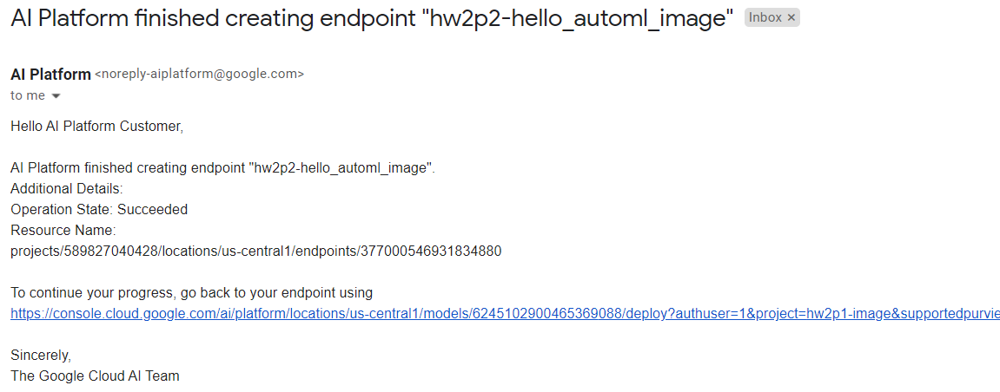 AI Platform finished creating endpoint "hw2p2-hello_automl_image" Inbox ×
AI Platform <noreply-aiplatform@google.com>
to me
Hello AI Platform Customer,
AI Platform finished creating endpoint "hw2p2-hello_automl_image".
Additional Details:
Operation State: Succeeded
Resource Name:
projects/589827040428/locations/us-central1/endpoints/377000546931834880
To continue your progress, go back to your endpoint using
https://console.cloud.google.com/ai/platform/locations/us-central1/models/6245102900465369088/deploy?authuser=1&project=hw2p1-image&supportedpurvie
Sincerely,
The Google Cloud AI Team